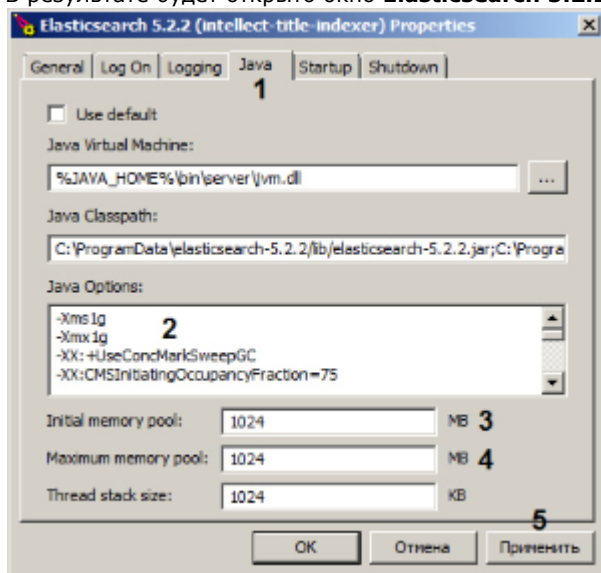 В результате будет открыто окно Elasticsearch 5.2.2
Elasticsearch 5.2.2 (intellect-title-indexer) Properties
General Log On Logging Java Startup Shutdown
1
Use default
Java Virtual Machine:
%JAVA_HOME%\bin\server\jvm.dll ...
Java Classpath:
C:\ProgramData\elasticsearch-5.2.2/lib/elasticsearch-5.2.2.jar;C:\Progra
Java Options:
-Xms1g
2
-Xmx1g
-XX:+UseConcMarkSweepGC
-XX:CMSInitiatingOccupancyFraction=75
Initial memory pool: 1024 MB 3
Maximum memory pool: 1024 MB 4
Thread stack size: 1024 KB
5
OK Отмена Применить